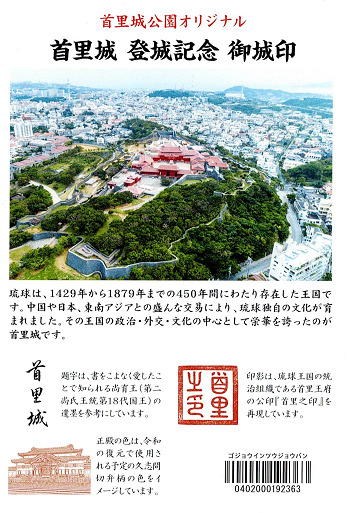 首里城公園オリジナル
首里城 登城記念 御城印
琉球は、1429年から1879年までの450年間にわたり存在した王国で
す。中国や日本、東南アジアとの盛んな交易により、琉球独自の文化が育
まれました。その王国の政治・外交・文化の中心として栄華を誇ったのが
首里城です。
首里城
題字は、書をこよなく愛したこ
とで知られる尚育王(第二
尚氏王統第18代国王)の
遺墨を参考にしています。
首里之印
印影は、琉球王国の統
治組織である首里王府
の公印『首里之印』を
再現しています。
正殿の色は、令和
の復元で使用さ
れる予定の久志間
切弁柄の色をイ
メージしています。
ゴジョウインツウジョウバン
0402000192363